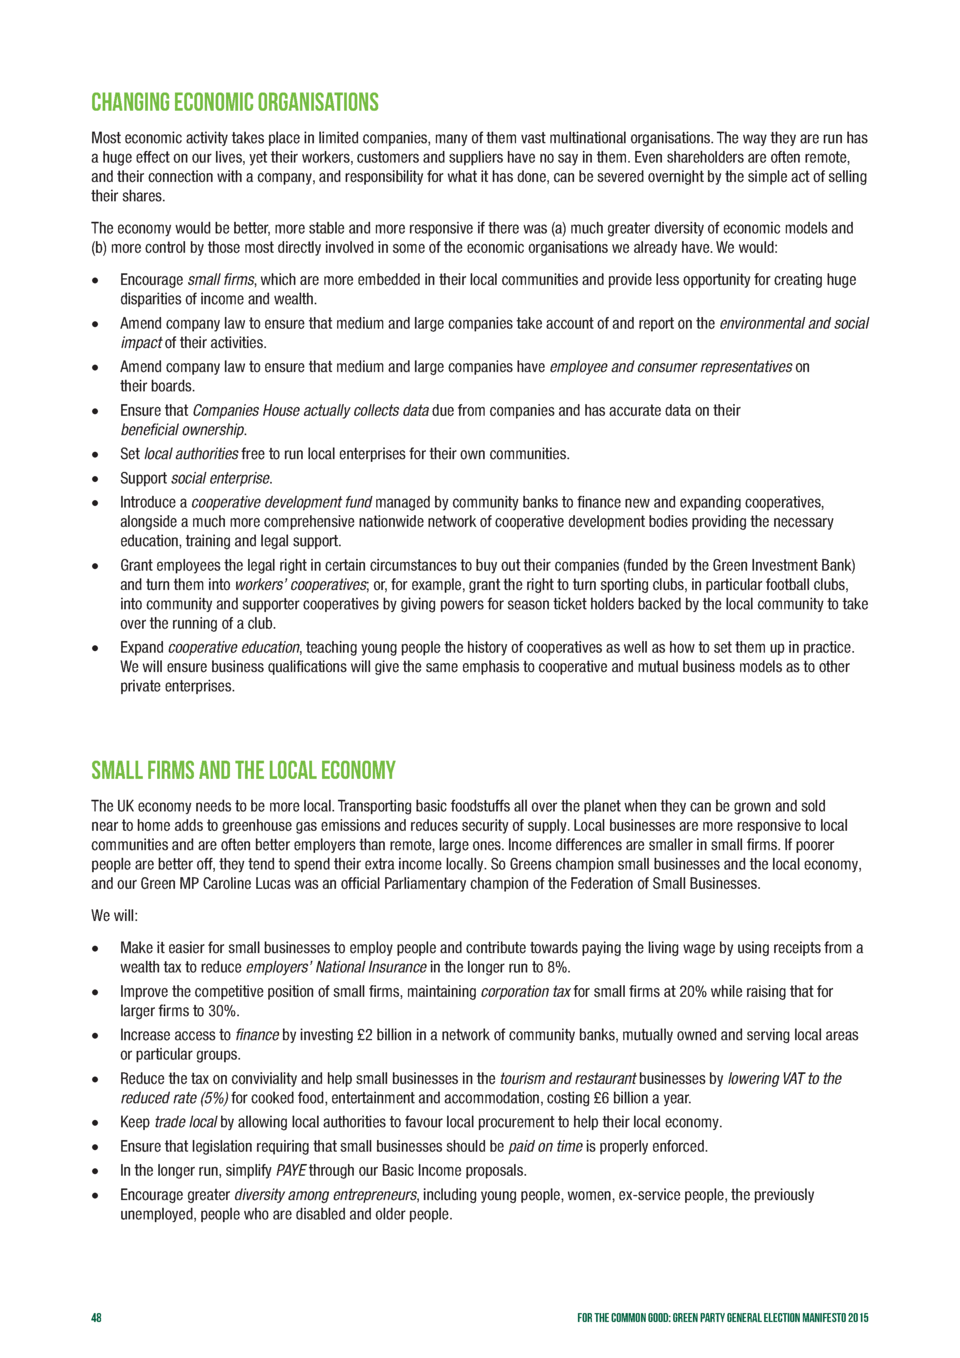 CHANGING ECONOMIC ORGANISATIONS
Most economic activity takes place in limited companies, many of them vast multinational organisations. The way they are run has
a huge effect on our lives, yet their workers, customers and suppliers have no say in them. Even shareholders are often remote,
and their connection with a company, and responsibility for what it has done, can be severed overnight by the simple act of selling
their shares.
The economy would be better, more stable and more responsive if there was (a) much greater diversity of economic models and
(b) more control by those most directly involved in some of the economic organisations we already have. We would:
• Encourage small firms, which are more embedded in their local communities and provide less opportunity for creating huge
disparities of income and wealth.
• Amend company law to ensure that medium and large companies take account of and report on the environmental and social
impact of their activities.
• Amend company law to ensure that medium and large companies have employee and consumer representatives on
their boards.
• Ensure that Companies House actually collects data due from companies and has accurate data on their
beneficial ownership.
• Set local authorities free to run local enterprises for their own communities.
• Support social enterprise.
• Introduce a cooperative development fund managed by community banks to finance new and expanding cooperatives,
alongside a much more comprehensive nationwide network of cooperative development bodies providing the necessary
education, training and legal support.
• Grant employees the legal right in certain circumstances to buy out their companies (funded by the Green Investment Bank)
and turn them into workers' cooperatives; or, for example, grant the right to turn sporting clubs, in particular football clubs,
into community and supporter cooperatives by giving powers for season ticket holders backed by the local community to take
over the running of a club.
• Expand cooperative education, teaching young people the history of cooperatives as well as how to set them up in practice.
We will ensure business qualifications will give the same emphasis to cooperative and mutual business models as to other
private enterprises.
SMALL FIRMS AND THE LOCAL ECONOMY
The UK economy needs to be more local. Transporting basic foodstuffs all over the planet when they can be grown and sold
near to home adds to greenhouse gas emissions and reduces security of supply. Local businesses are more responsive to local
communities and are often better employers than remote, large ones. Income differences are smaller in small firms. If poorer
people are better off, they tend to spend their extra income locally. So Greens champion small businesses and the local economy,
and our Green MP Caroline Lucas was an official Parliamentary champion of the Federation of Small Businesses.
We will:
• Make it easier for small businesses to employ people and contribute towards paying the living wage by using receipts from a
wealth tax to reduce employers' National Insurance in the longer run to 8%.
• Improve the competitive position of small firms, maintaining corporation tax for small firms at 20% while raising that for
larger firms to 30%.
• Increase access to finance by investing £2 billion in a network of community banks, mutually owned and serving local areas
or particular groups.
• Reduce the tax on conviviality and help small businesses in the tourism and restaurant businesses by lowering VAT to the
reduced rate (5%) for cooked food, entertainment and accommodation, costing £6 billion a year.
• Keep trade local by allowing local authorities to favour local procurement to help their local economy.
• Ensure that legislation requiring that small businesses should be paid on time is properly enforced.
• In the longer run, simplify PAYE through our Basic Income proposals.
• Encourage greater diversity among entrepreneurs, including young people, women, ex-service people, the previously
unemployed, people who are disabled and older people.
48 FOR THE COMMON GOOD: GREEN PARTY GENERAL ELECTION MANIFESTO 2015